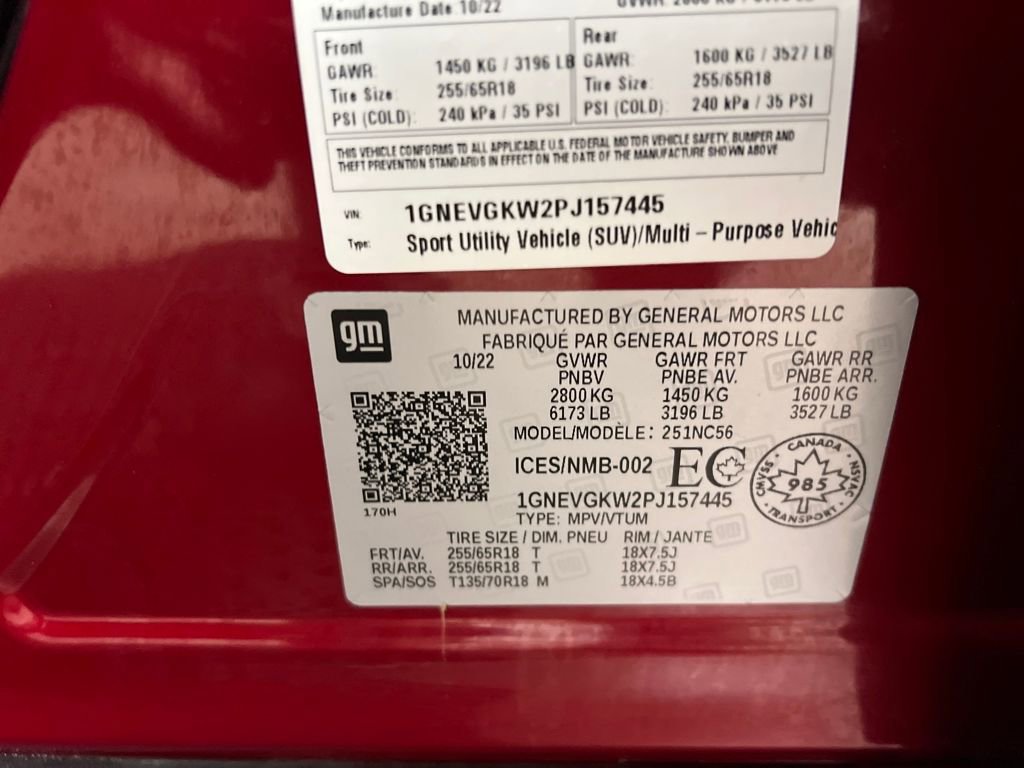 Manufacture Date 10/22 GVWR 2800 KG
Front
GAWR: 1450 KG / 3196 LB
Tire Size: 255/65R18
PSI (COLD): 240 kPa / 35 PSI
Rear
GAWR: 1600 KG / 3527 LB
Tire Size: 255/65R18
PSI (COLD): 240 kPa / 35 PSI
THIS VEHICLE CONFORMS TO ALL APPLICABLE U.S. FEDERAL MOTOR VEHICLE SAFETY, BUMPER AND
THEFT PREVENTION STANDARDS IN EFFECT ON THE DATE OF THE MANUFACTURE SHOWN ABOVE
VIN: 1GNEVGKW2PJ157445
Type: Sport Utility Vehicle (SUV)/Multi – Purpose Vehic
gm
MANUFACTURED BY GENERAL MOTORS LLC
FABRIQUÉ PAR GENERAL MOTORS LLC
10/22 GVWR GAWR FRT GAWR RR
PNBV PNBE AV. PNBE ARR.
2800 KG 1450 KG 1600 KG
6173 LB 3196 LB 3527 LB
MODEL/MODÈLE: 251NC56
ICES/NMB-002 EC
1GNEVGKW2PJ157445
TYPE: MPV/VTUM
CANADA
CMVSS 985 NSVAC
TRANSPORT
170H
TIRE SIZE / DIM. PNEU RIM / JANTE
FRT/AV. 255/65R18 T 18X7.5J
RR/ARR. 255/65R18 T 18X7.5J
SPA/SOS T135/70R18 M 18X4.5B